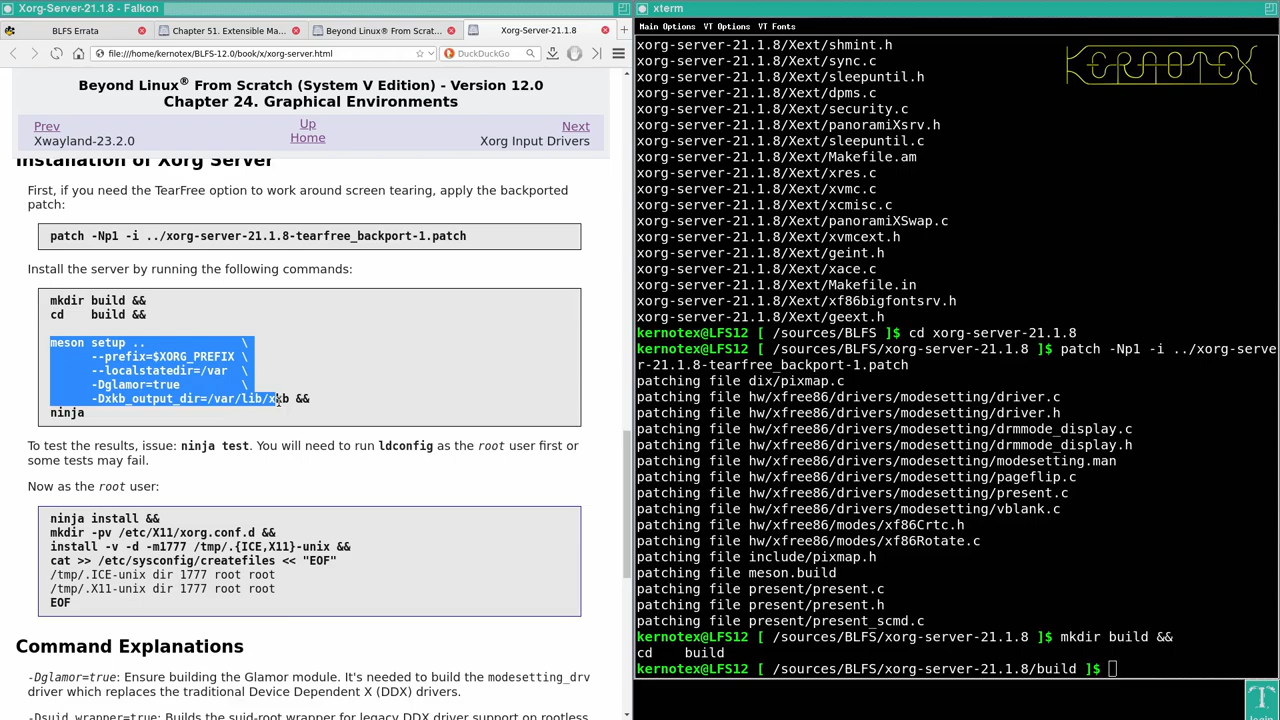 Xorg-Server-21.1.8 - Falkon
BLFS Errata
Chapter 51. Extensible Ma...
Beyond Linux® From Scrat...
Xorg-Server-21.1.8
file:///home/kernotex/BLFS-12.0/book/x/xorg-server.html
DuckDuckGo
Beyond Linux® From Scratch (System V Edition) - Version 12.0
Chapter 24. Graphical Environments
Prev
Up
Next
Xwayland-23.2.0
Home
Xorg Input Drivers
Installation of Xorg Server
First, if you need the TearFree option to work around screen tearing, apply the backported
patch:
patch -Np1 -i ../xorg-server-21.1.8-tearfree_backport-1.patch
Install the server by running the following commands:
mkdir build &&
cd    build &&
meson setup ..              \
      --prefix=$XORG_PREFIX \
      --localstatedir=/var  \
      -Dglamor=true         \
      -Dxkb_output_dir=/var/lib/xkb &&
ninja
To test the results, issue: ninja test. You will need to run ldconfig as the root user first or
some tests may fail.
Now as the root user:
ninja install &&
mkdir -pv /etc/X11/xorg.conf.d &&
install -v -d -m1777 /tmp/.{ICE,X11}-unix &&
cat >> /etc/sysconfig/createfiles << "EOF"
/tmp/.ICE-unix dir 1777 root root
/tmp/.X11-unix dir 1777 root root
EOF
Command Explanations
-Dglamor=true: Ensure building the Glamor module. It's needed to build the modesetting_drv
driver which replaces the traditional Device Dependent X (DDX) drivers.
-Dsuid_wrapper=true: Builds the suid-root wrapper for legacy DDX driver support on rootless
xterm
Main Options  VT Options  VT Fonts
KERNOTEX
xorg-server-21.1.8/Xext/shmint.h
xorg-server-21.1.8/Xext/sync.c
xorg-server-21.1.8/Xext/sleepuntil.h
xorg-server-21.1.8/Xext/dpms.c
xorg-server-21.1.8/Xext/security.c
xorg-server-21.1.8/Xext/panoramiXsrv.h
xorg-server-21.1.8/Xext/sleepuntil.c
xorg-server-21.1.8/Xext/Makefile.am
xorg-server-21.1.8/Xext/xres.c
xorg-server-21.1.8/Xext/xvmc.c
xorg-server-21.1.8/Xext/xcmisc.c
xorg-server-21.1.8/Xext/panoramiXSwap.c
xorg-server-21.1.8/Xext/xvmcext.h
xorg-server-21.1.8/Xext/geint.h
xorg-server-21.1.8/Xext/xace.c
xorg-server-21.1.8/Xext/Makefile.in
xorg-server-21.1.8/Xext/xf86bigfontsrv.h
xorg-server-21.1.8/Xext/geext.h
kernotex@LFS12 [ /sources/BLFS ]$ cd xorg-server-21.1.8
kernotex@LFS12 [ /sources/BLFS/xorg-server-21.1.8 ]$ patch -Np1 -i ../xorg-serve
r-21.1.8-tearfree_backport-1.patch
patching file dix/pixmap.c
patching file hw/xfree86/drivers/modesetting/driver.c
patching file hw/xfree86/drivers/modesetting/driver.h
patching file hw/xfree86/drivers/modesetting/drmmode_display.c
patching file hw/xfree86/drivers/modesetting/drmmode_display.h
patching file hw/xfree86/drivers/modesetting/modesetting.man
patching file hw/xfree86/drivers/modesetting/pageflip.c
patching file hw/xfree86/drivers/modesetting/present.c
patching file hw/xfree86/drivers/modesetting/vblank.c
patching file hw/xfree86/modes/xf86Crtc.h
patching file hw/xfree86/modes/xf86Rotate.c
patching file include/pixmap.h
patching file meson.build
patching file present/present.c
patching file present/present.h
patching file present/present_scmd.c
kernotex@LFS12 [ /sources/BLFS/xorg-server-21.1.8 ]$ mkdir build &&
cd    build
kernotex@LFS12 [ /sources/BLFS/xorg-server-21.1.8/build ]$
login